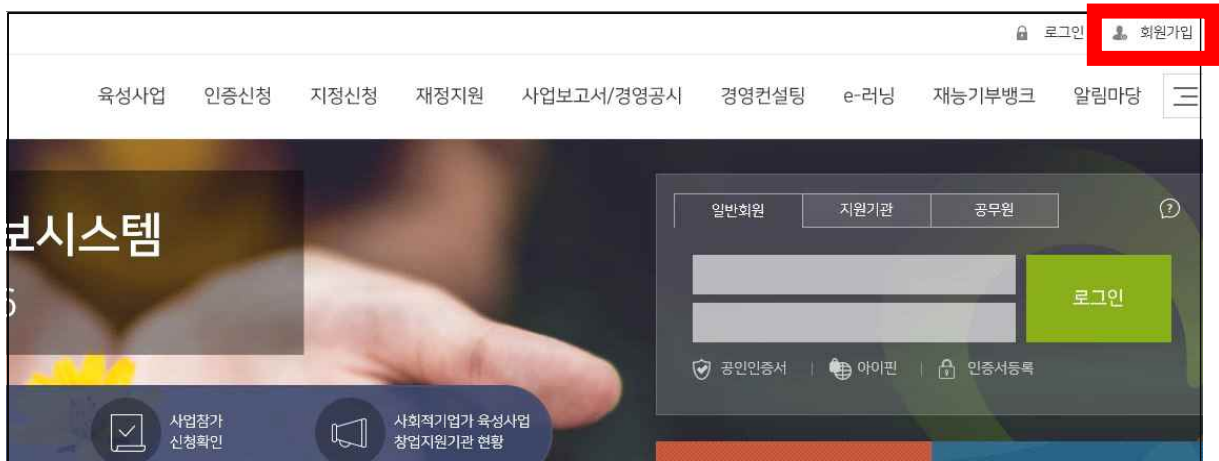 로그인 회원가입
육성사업 인증신청 지정신청 재정지원 사업보고서/경영공시 경영컨설팅 e-러닝 재능기부뱅크 알림마당
보시스템
일반회원 지원기관 공무원 ?
로그인
공인인증서 | 아이핀 | 인증서등록
사업참가
신청확인
사회적기업가 육성사업
창업지원기관 현황